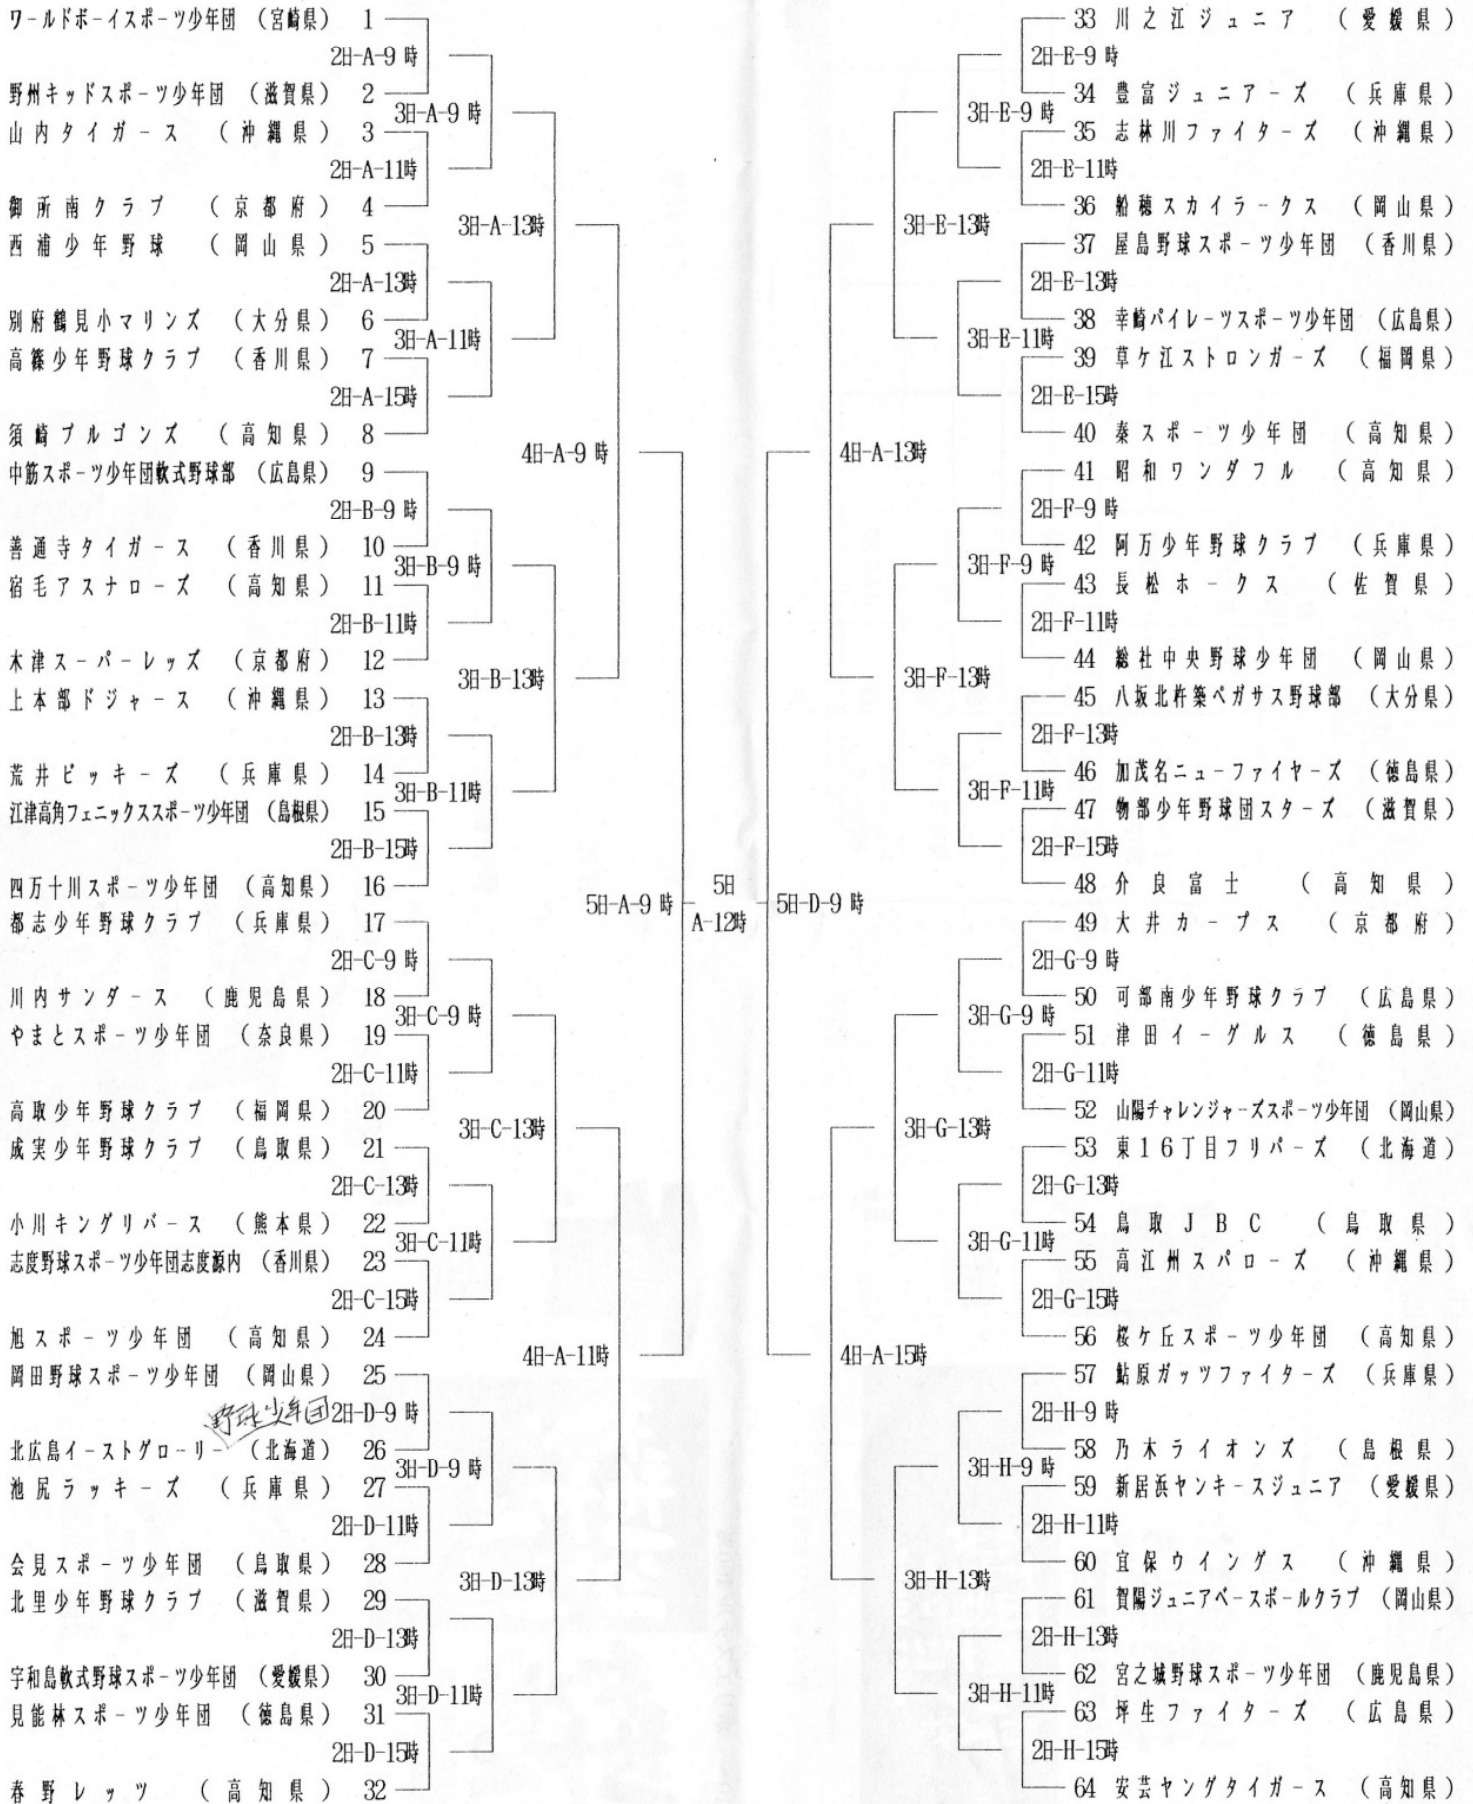 ワールドボーイスポーツ少年団 （宮崎県） 1
2日-A-9 時
野州キッドスポーツ少年団 （滋賀県） 2
3日-A-9 時
山内タイガース （沖縄県） 3
2日-A-11時
御所南クラブ （京都府） 4
3日-A-13時
西浦少年野球 （岡山県） 5
2日-A-13時
別府鶴見小マリンズ （大分県） 6
3日-A-11時
高篠少年野球クラブ （香川県） 7
2日-A-15時
須崎ブルゴンズ （高知県） 8
4日-A-9 時
中筋スポーツ少年団軟式野球部 （広島県） 9
2日-B-9 時
善通寺タイガース （香川県） 10
3日-B-9 時
宿毛アスナローズ （高知県） 11
2日-B-11時
木津スーパーレッズ （京都府） 12
3日-B-13時
上本部ドジャース （沖縄県） 13
2日-B-13時
荒井ビッキーズ （兵庫県） 14
3日-B-11時
江津高角フェニックススポーツ少年団 （島根県） 15
2日-B-15時
四万十川スポーツ少年団 （高知県） 16
5日-A-9 時
都志少年野球クラブ （兵庫県） 17
2日-C-9 時
川内サンダース （鹿児島県） 18
3日-C-9 時
やまとスポーツ少年団 （奈良県） 19
2日-C-11時
高取少年野球クラブ （福岡県） 20
3日-C-13時
成実少年野球クラブ （鳥取県） 21
2日-C-13時
小川キングリバース （熊本県） 22
3日-C-11時
志度野球スポーツ少年団志度源内 （香川県） 23
2日-C-15時
旭スポーツ少年団 （高知県） 24
4日-A-11時
岡田野球スポーツ少年団 （岡山県） 25
野球少年団
2日-D-9 時
北広島イーストグローリー （北海道） 26
3日-D-9 時
池尻ラッキーズ （兵庫県） 27
2日-D-11時
会見スポーツ少年団 （鳥取県） 28
3日-D-13時
北里少年野球クラブ （滋賀県） 29
2日-D-13時
宇和島軟式野球スポーツ少年団 （愛媛県） 30
3日-D-11時
見能林スポーツ少年団 （徳島県） 31
2日-D-15時
春野レッツ （高知県） 32
5日
A-12時
33 川之江ジュニア （愛媛県）
2日-E-9 時
34 豊富ジュニアーズ （兵庫県）
3日-E-9 時
35 志林川ファイターズ （沖縄県）
2日-E-11時
36 船穂スカイラークス （岡山県）
3日-E-13時
37 屋島野球スポーツ少年団 （香川県）
2日-E-13時
38 幸崎パイレーツスポーツ少年団 （広島県）
3日-E-11時
39 草ケ江ストロンガーズ （福岡県）
2日-E-15時
40 秦スポーツ少年団 （高知県）
4日-A-13時
41 昭和ワンダフル （高知県）
2日-F-9 時
42 阿万少年野球クラブ （兵庫県）
3日-F-9 時
43 長松ホークス （佐賀県）
2日-F-11時
44 総社中央野球少年団 （岡山県）
3日-F-13時
45 八坂北杵築ペガサス野球部 （大分県）
2日-F-13時
46 加茂名ニューファイヤーズ （徳島県）
3日-F-11時
47 物部少年野球団スターズ （滋賀県）
2日-F-15時
48 介良富士 （高知県）
5日-D-9 時
49 大井カープス （京都府）
2日-G-9 時
50 可部南少年野球クラブ （広島県）
3日-G-9 時
51 津田イーグルス （徳島県）
2日-G-11時
52 山陽チャレンジャーズスポーツ少年団 （岡山県）
3日-G-13時
53 東16丁目フリパーズ （北海道）
2日-G-13時
54 鳥取JBC （鳥取県）
3日-G-11時
55 高江州スパローズ （沖縄県）
2日-G-15時
56 桜ケ丘スポーツ少年団 （高知県）
4日-A-15時
57 鮎原ガッツファイターズ （兵庫県）
2日-H-9 時
58 乃木ライオンズ （島根県）
3日-H-9 時
59 新居浜ヤンキースジュニア （愛媛県）
2日-H-11時
60 宜保ウイングス （沖縄県）
3日-H-13時
61 賀陽ジュニアベースボールクラブ （岡山県）
2日-H-13時
62 宮之城野球スポーツ少年団 （鹿児島県）
3日-H-11時
63 坪生ファイターズ （広島県）
2日-H-15時
64 安芸ヤングタイガース （高知県）